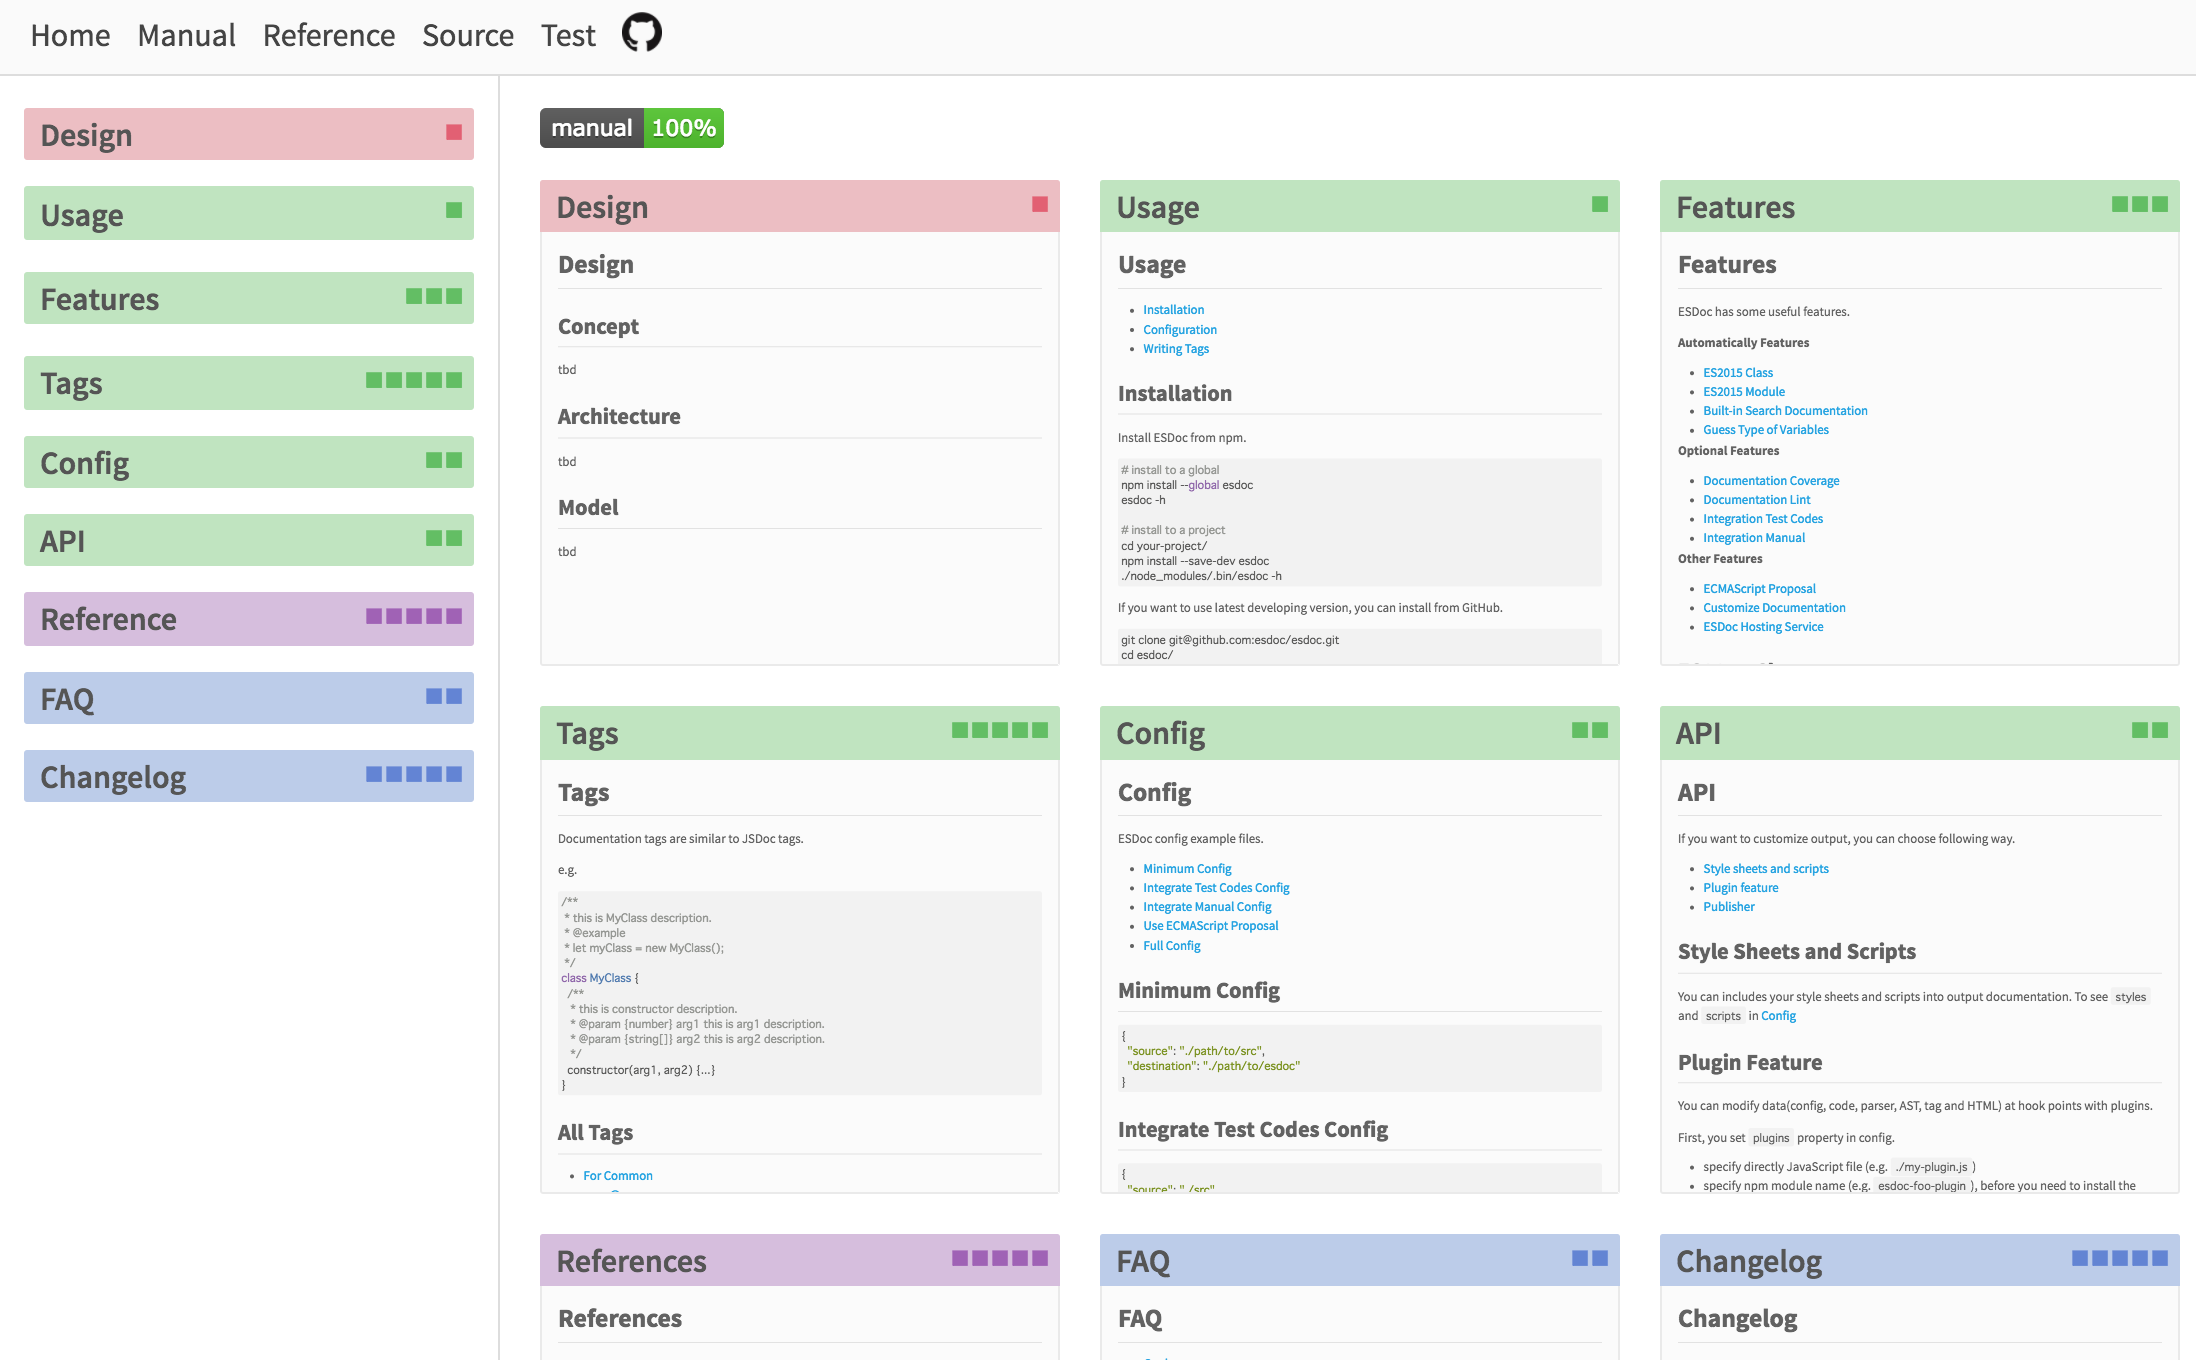 Home Manual Reference Source Test
Design
Usage
Features
Tags
Config
API
Reference
FAQ
Changelog
manual 100%
Design
Design
Concept
tbd
Architecture
tbd
Model
tbd
Usage
Usage
Installation
Configuration
Writing Tags
Installation
Install ESDoc from npm.
# install to a global
npm install --global esdoc
esdoc -h
# install to a project
cd your-project/
npm install --save-dev esdoc
./node_modules/.bin/esdoc -h
If you want to use latest developing version, you can install from GitHub.
git clone git@github.com:esdoc/esdoc.git
cd esdoc/
Features
Features
ESDoc has some useful features.
Automatically Features
ES2015 Class
ES2015 Module
Built-in Search Documentation
Guess Type of Variables
Optional Features
Documentation Coverage
Documentation Lint
Integration Test Codes
Integration Manual
Other Features
ECMAScript Proposal
Customize Documentation
ESDoc Hosting Service
Tags
Tags
Documentation tags are similar to JSDoc tags.
e.g.
/**
* this is MyClass description.
* @example
* let myClass = new MyClass();
*/
class MyClass {
/**
* this is constructor description.
* @param {number} arg1 this is arg1 description.
* @param {string[]} arg2 this is arg2 description.
*/
constructor(arg1, arg2) {...}
}
All Tags
For Common
Config
Config
ESDoc config example files.
Minimum Config
Integrate Test Codes Config
Integrate Manual Config
Use ECMAScript Proposal
Full Config
Minimum Config
{
"source": "./path/to/src",
"destination": "./path/to/esdoc"
}
Integrate Test Codes Config
{
"source": "./src"
API
API
If you want to customize output, you can choose following way.
Style sheets and scripts
Plugin feature
Publisher
Style Sheets and Scripts
You can includes your style sheets and scripts into output documentation. To see styles
and scripts in Config
Plugin Feature
You can modify data(config, code, parser, AST, tag and HTML) at hook points with plugins.
First, you set plugins property in config.
specify directly JavaScript file (e.g. ./my-plugin.js )
specify npm module name (e.g. esdoc-foo-plugin ), before you need to install the
References
References
FAQ
FAQ
Changelog
Changelog